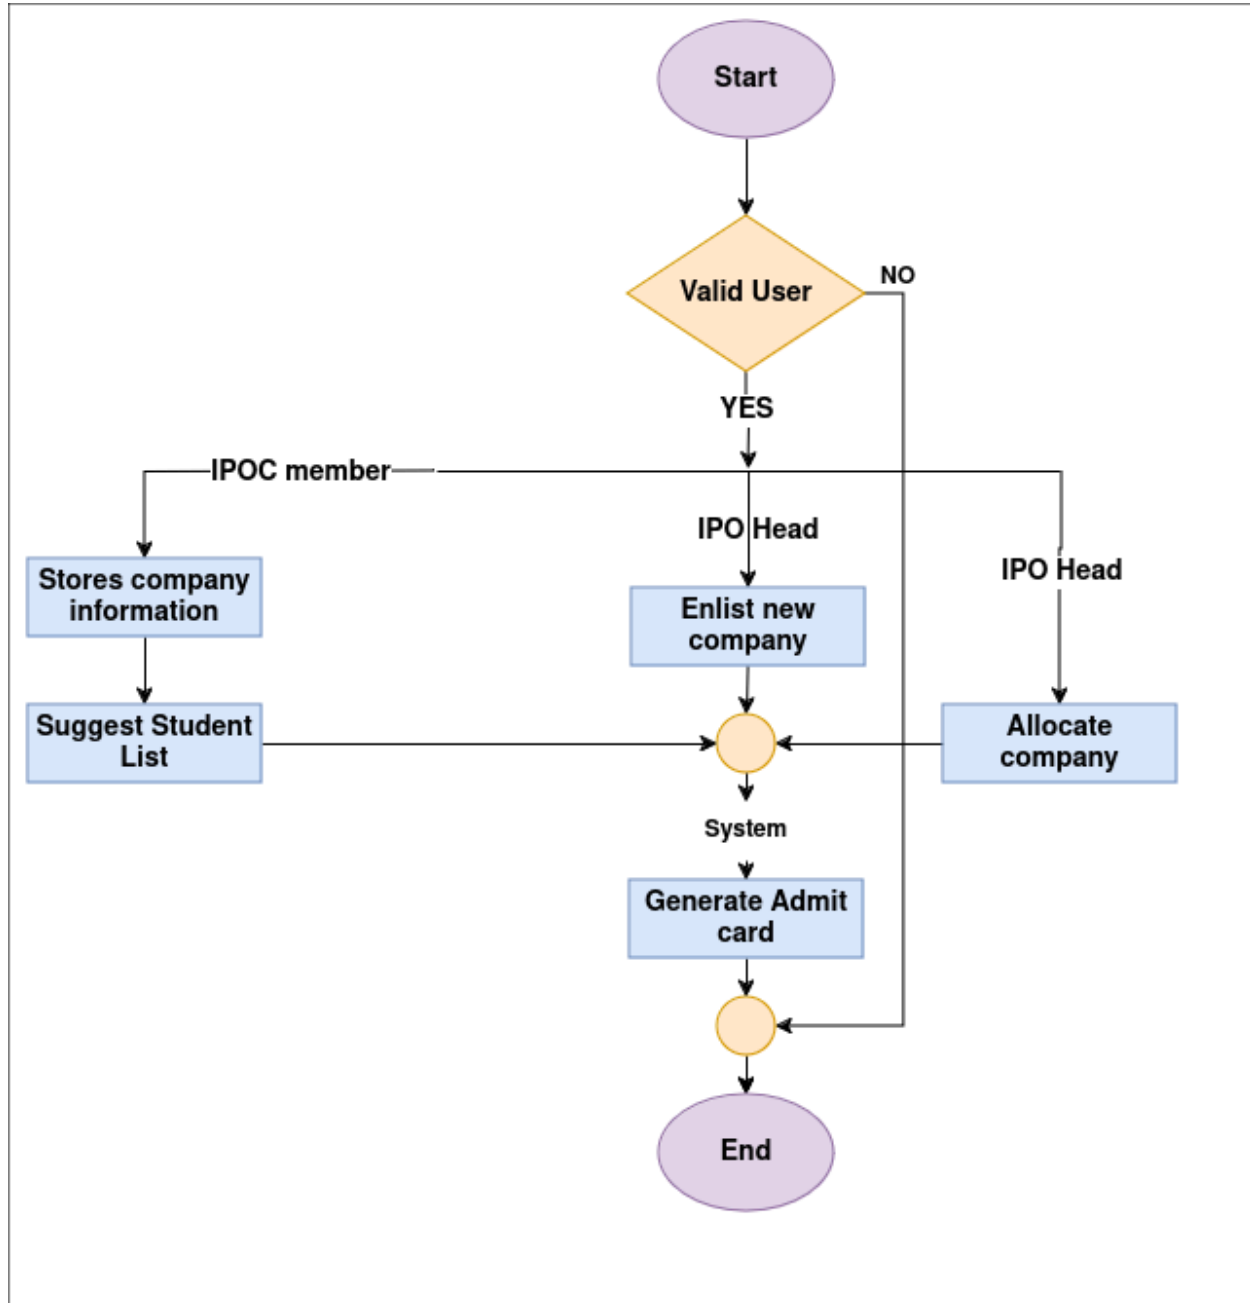 Start
Valid User
NO
YES
IPOC member
IPO Head
IPO Head
Stores company
information
Enlist new
company
Suggest Student
List
Allocate
company
System
Generate Admit
card
End